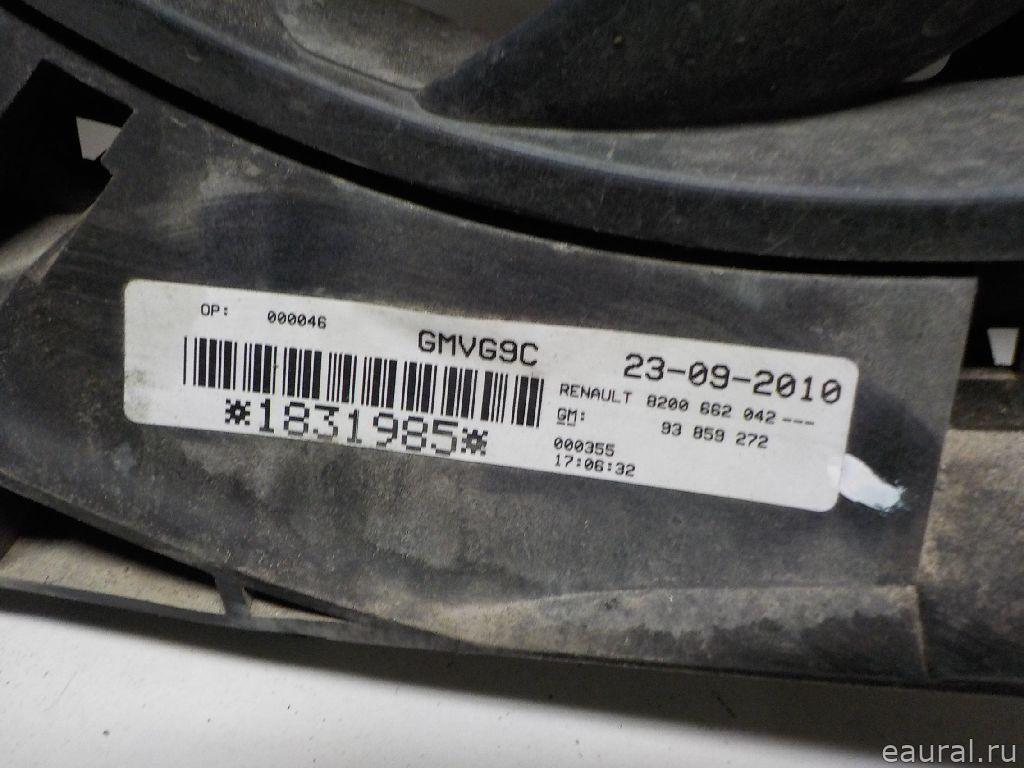 OP: 000046
GMVG9C
23-09-2010
*1831985*
RENAULT 8200 662 042 ---
GM: 93 859 272
000355
17:06:32
eaural.ru